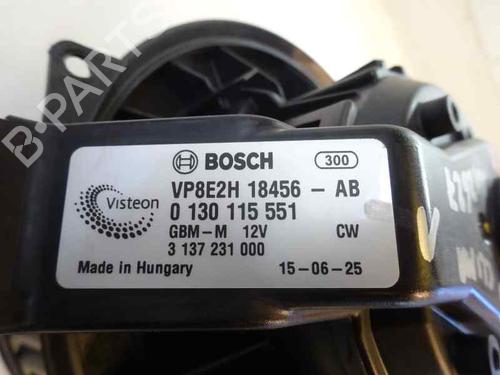 B-PARTS
BOSCH 300
VP8E2H 18456 - AB
Visteon
0 130 115 551
GBM-M 12V CW
3 137 231 000
Made in Hungary 15-06-25